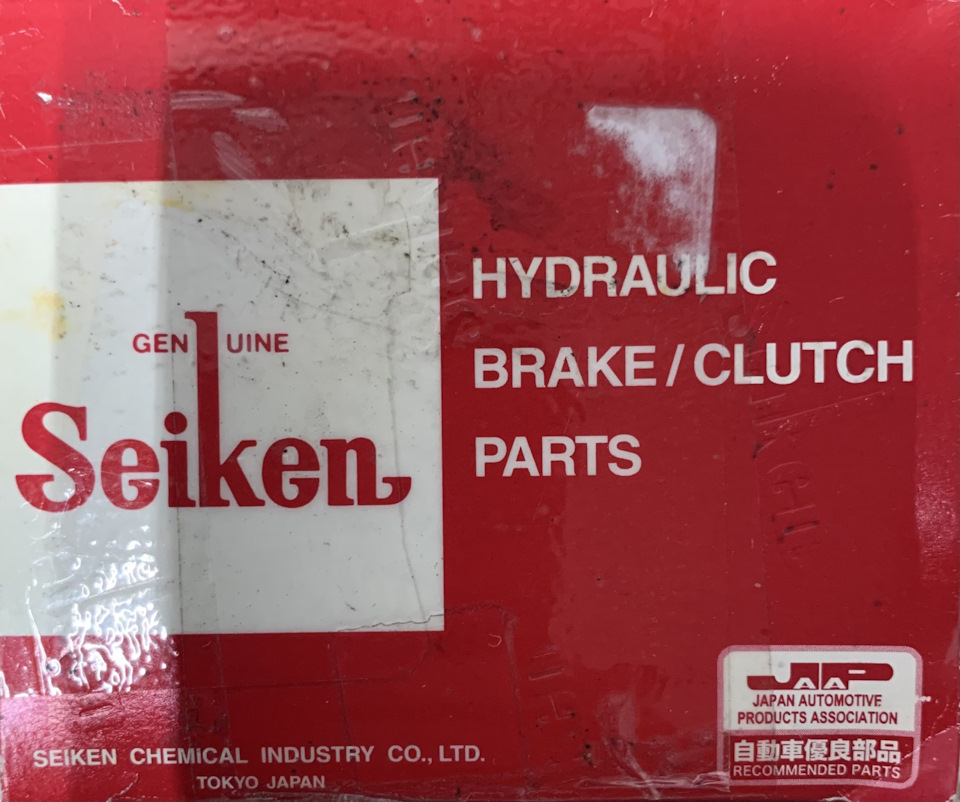 GENUINE
Seiken
HYDRAULIC
BRAKE/CLUTCH
PARTS
SEIKEN CHEMICAL INDUSTRY CO., LTD.
TOKYO JAPAN
JAAP
JAPAN AUTOMOTIVE
PRODUCTS ASSOCIATION
自動車優良部品
RECOMMENDED PARTS